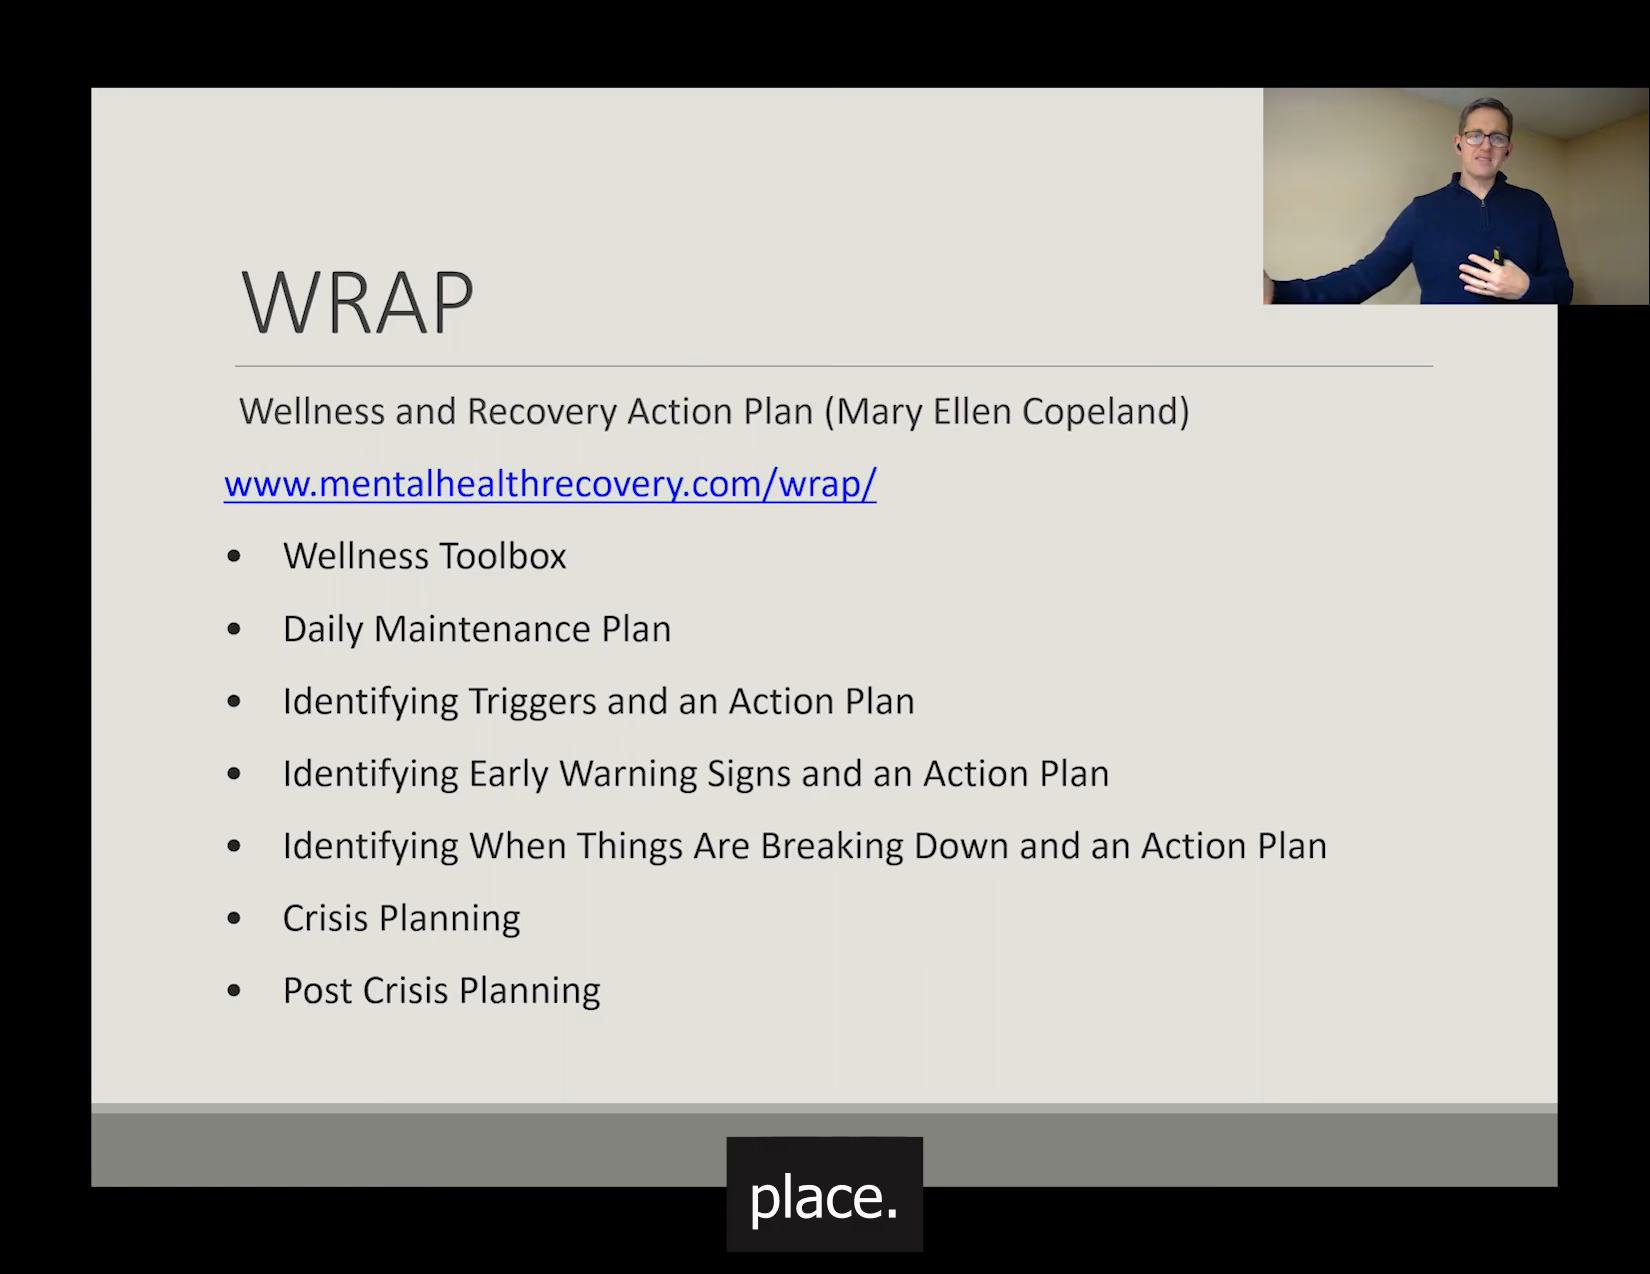 WRAP
Wellness and Recovery Action Plan (Mary Ellen Copeland)
www.mentalhealthrecovery.com/wrap/
• Wellness Toolbox
• Daily Maintenance Plan
• Identifying Triggers and an Action Plan
• Identifying Early Warning Signs and an Action Plan
• Identifying When Things Are Breaking Down and an Action Plan
• Crisis Planning
• Post Crisis Planning
place.